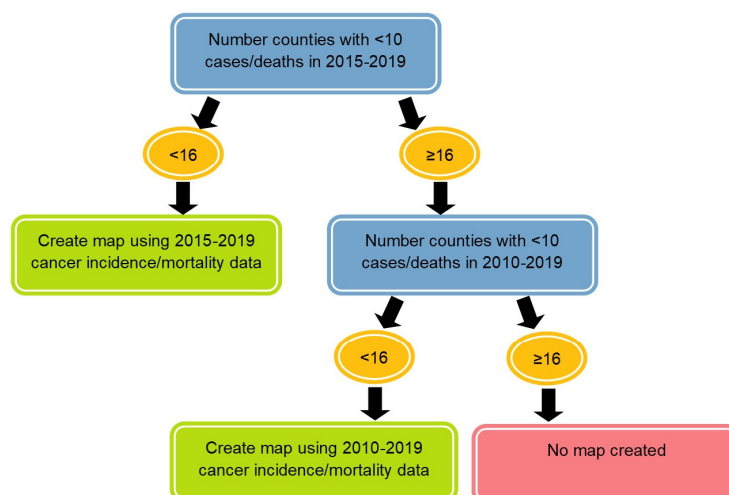 Number counties with <10
cases/deaths in 2015-2019
<16
≥16
Create map using 2015-2019
cancer incidence/mortality data
Number counties with <10
cases/deaths in 2010-2019
<16
≥16
Create map using 2010-2019
cancer incidence/mortality data
No map created